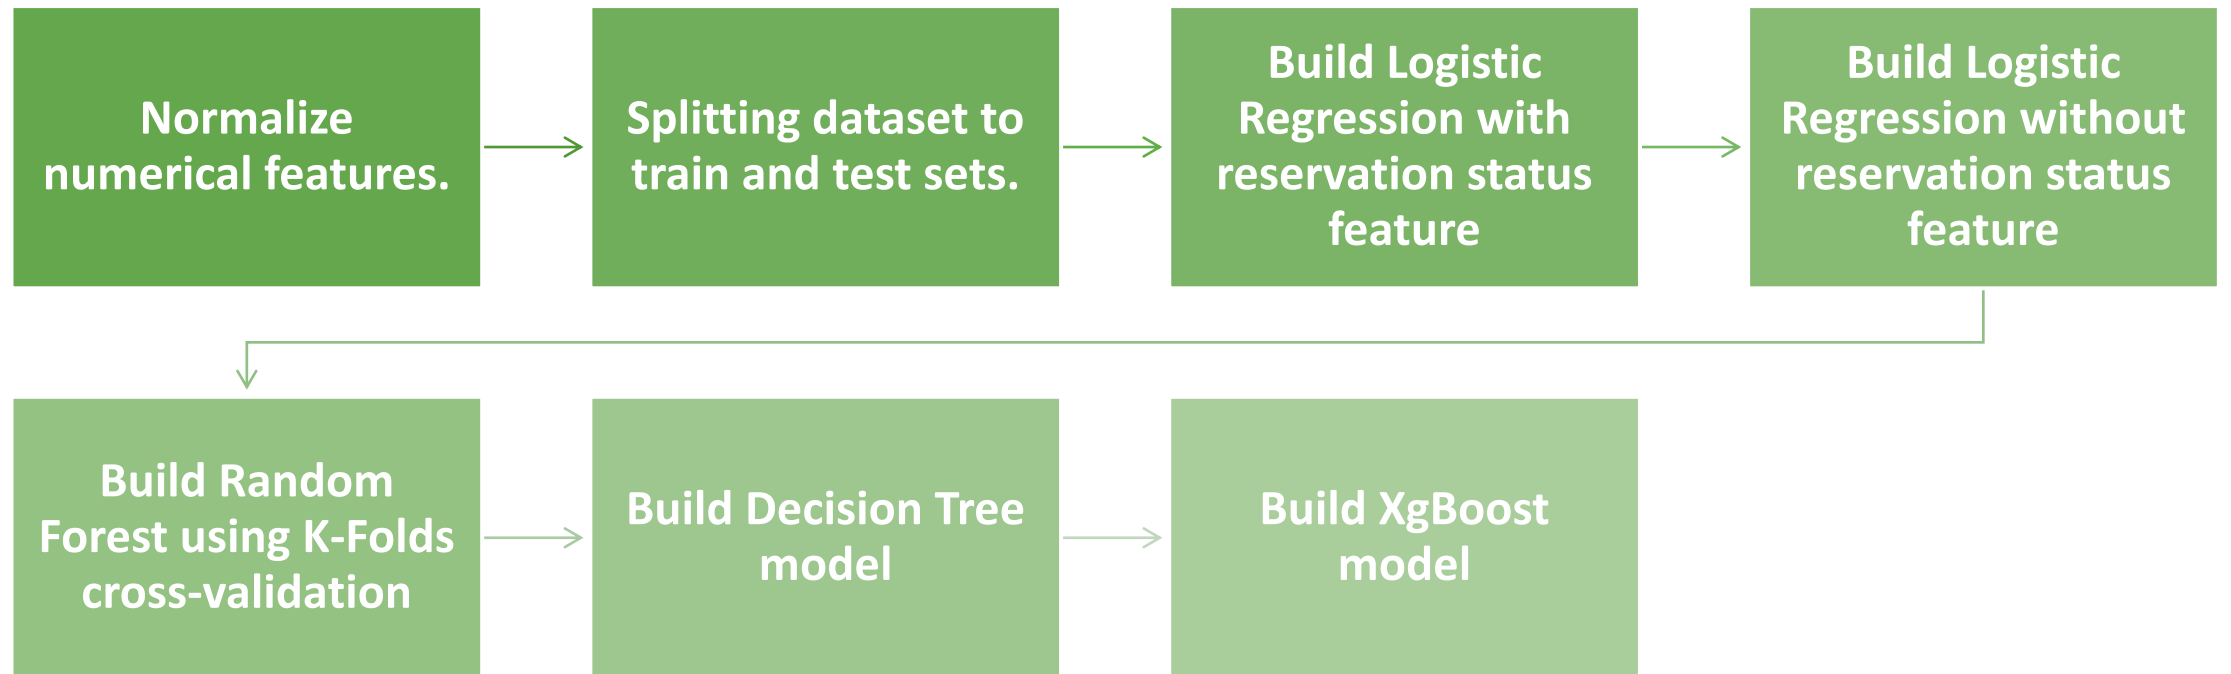 Normalize
numerical features.
Splitting dataset to
train and test sets.
Build Logistic
Regression with
reservation status
feature
Build Logistic
Regression without
reservation status
feature
Build Random
Forest using K-Folds
cross-validation
Build Decision Tree
model
Build XgBoost
model